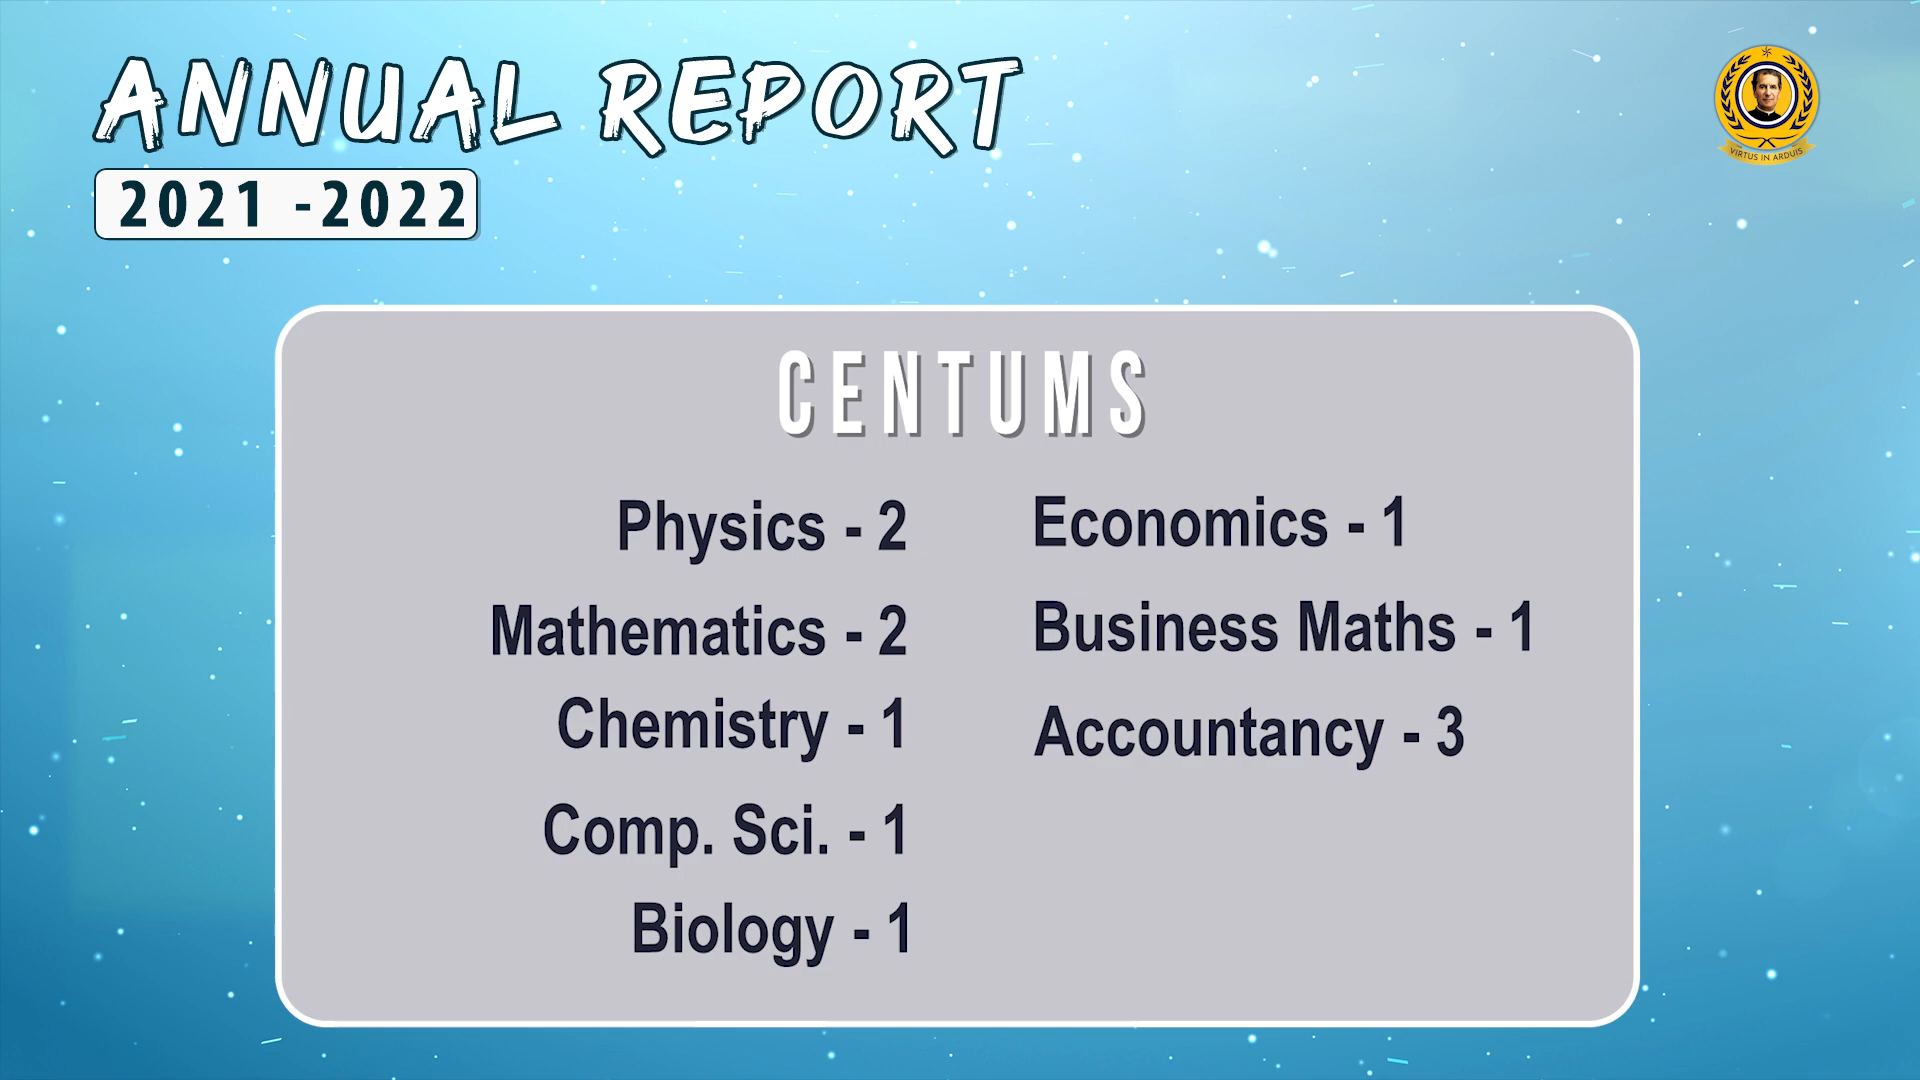 ANNUAL REPORT
2021 -2022
VIRTUS IN ARDUIS
CENTUMS
Physics - 2
Mathematics - 2
Chemistry - 1
Comp. Sci. - 1
Biology - 1
Economics - 1
Business Maths - 1
Accountancy - 3